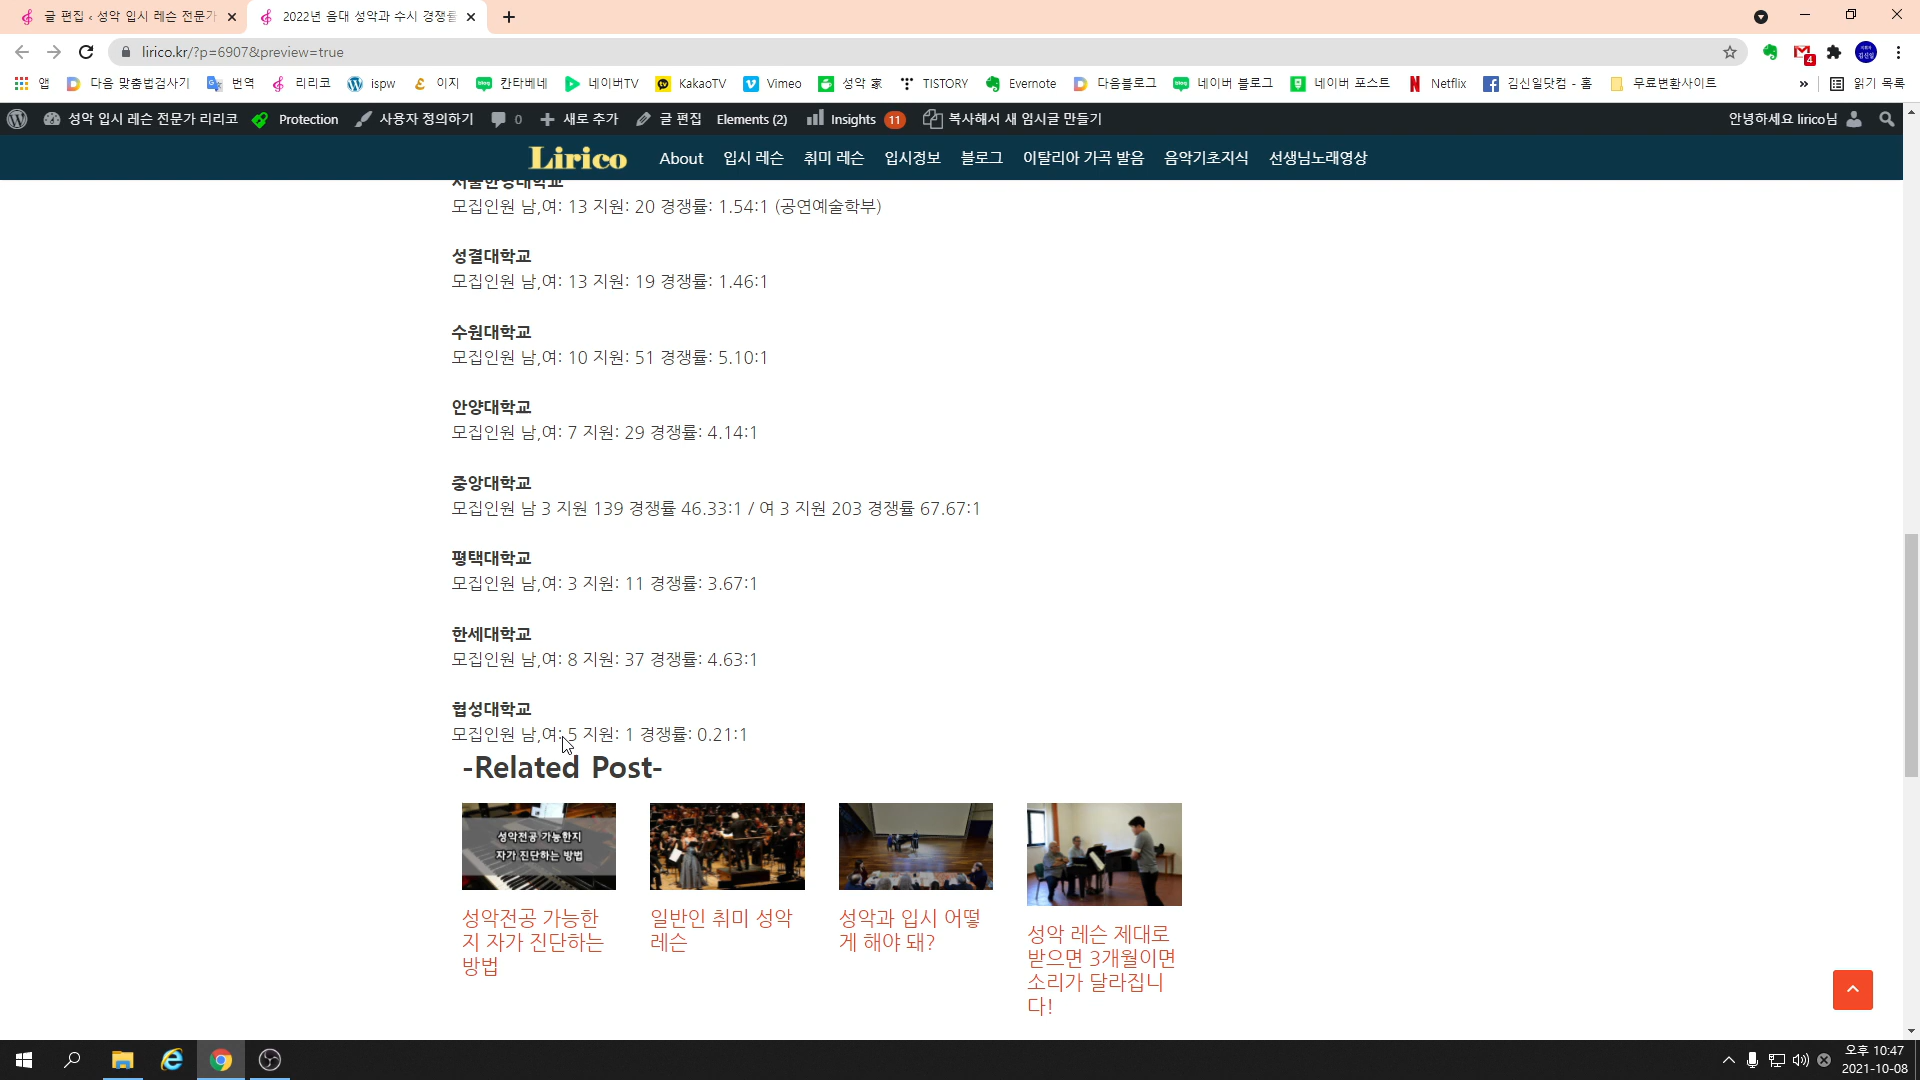 글 편집 ‹ 성악 입시 레슨 전문가
2022년 음대 성악과 수시 경쟁률
lirico.kr/?p=6907&preview=true
앱 다음 맞춤법검사기 번역 리리코 ispw 이지 칸타베네 네이버TV KakaoTV Vimeo 성악 家 TISTORY Evernote 다음블로그 네이버 블로그 네이버 포스트 Netflix 김신일닷컴 - 홈 무료변환사이트 » 읽기 목록
성악 입시 레슨 전문가 리리코 Protection 사용자 정의하기 0 새로 추가 글 편집 Elements (2) Insights 11 복사해서 새 임시글 만들기 안녕하세요 lirico님
Lirico About 입시 레슨 취미 레슨 입시정보 블로그 이탈리아 가곡 발음 음악기초지식 선생님노래영상
서울한영대학교
모집인원 남,여: 13 지원: 20 경쟁률: 1.54:1 (공연예술학부)
성결대학교
모집인원 남,여: 13 지원: 19 경쟁률: 1.46:1
수원대학교
모집인원 남,여: 10 지원: 51 경쟁률: 5.10:1
안양대학교
모집인원 남,여: 7 지원: 29 경쟁률: 4.14:1
중앙대학교
모집인원 남 3 지원 139 경쟁률 46.33:1 / 여 3 지원 203 경쟁률 67.67:1
평택대학교
모집인원 남,여: 3 지원: 11 경쟁률: 3.67:1
한세대학교
모집인원 남,여: 8 지원: 37 경쟁률: 4.63:1
협성대학교
모집인원 남,여: 5 지원: 1 경쟁률: 0.21:1
-Related Post-
성악전공 가능한지
자가 진단하는 방법
성악전공 가능한
지 자가 진단하는
방법
일반인 취미 성악
레슨
성악과 입시 어떻
게 해야 돼?
성악 레슨 제대로
받으면 3개월이면
소리가 달라집니
다!
오후 10:47
2021-10-08